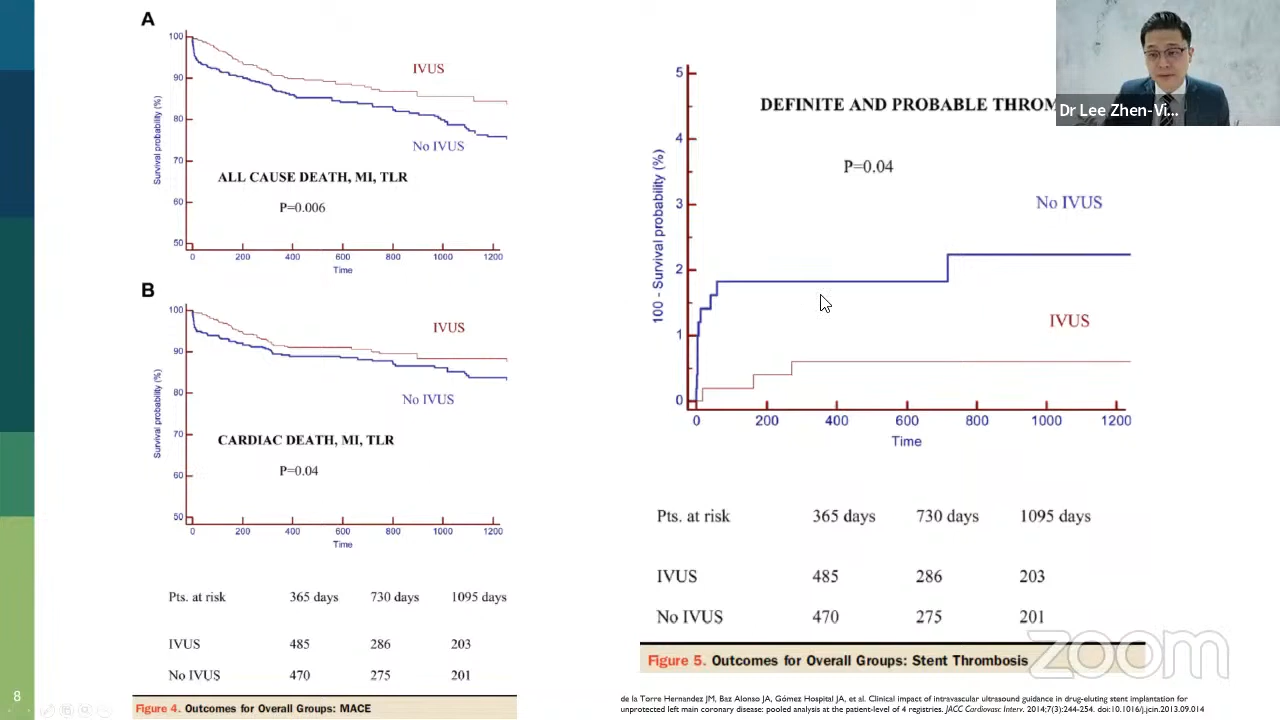 A
100
90
80
70
60
50
Survival probability (%)
IVUS
No IVUS
ALL CAUSE DEATH, MI, TLR
P=0.006
0 200 400 600 800 1000 1200
Time
B
100
90
80
70
60
50
Survival probability (%)
IVUS
No IVUS
CARDIAC DEATH, MI, TLR
P=0.04
0 200 400 600 800 1000 1200
Time
Pts. at risk 365 days 730 days 1095 days
IVUS 485 286 203
No IVUS 470 275 201
Figure 4. Outcomes for Overall Groups: MACE
5
4
3
2
1
0
100 - Survival probability (%)
DEFINITE AND PROBABLE THROM
P=0.04
No IVUS
IVUS
0 200 400 600 800 1000 1200
Time
Pts. at risk 365 days 730 days 1095 days
IVUS 485 286 203
No IVUS 470 275 201
Figure 5. Outcomes for Overall Groups: Stent Thrombosis
de la Torre Hernandez JM, Baz Alonso JA, Gómez Hospital JA, et al. Clinical impact of intravascular ultrasound guidance in drug-eluting stent implantation for
unprotected left main coronary disease: pooled analysis at the patient-level of 4 registries. JACC Cardiovasc Interv. 2014;7(3):244-254. doi:10.1016/j.jcin.2013.09.014
Dr Lee Zhen-Vi...
zoom
8